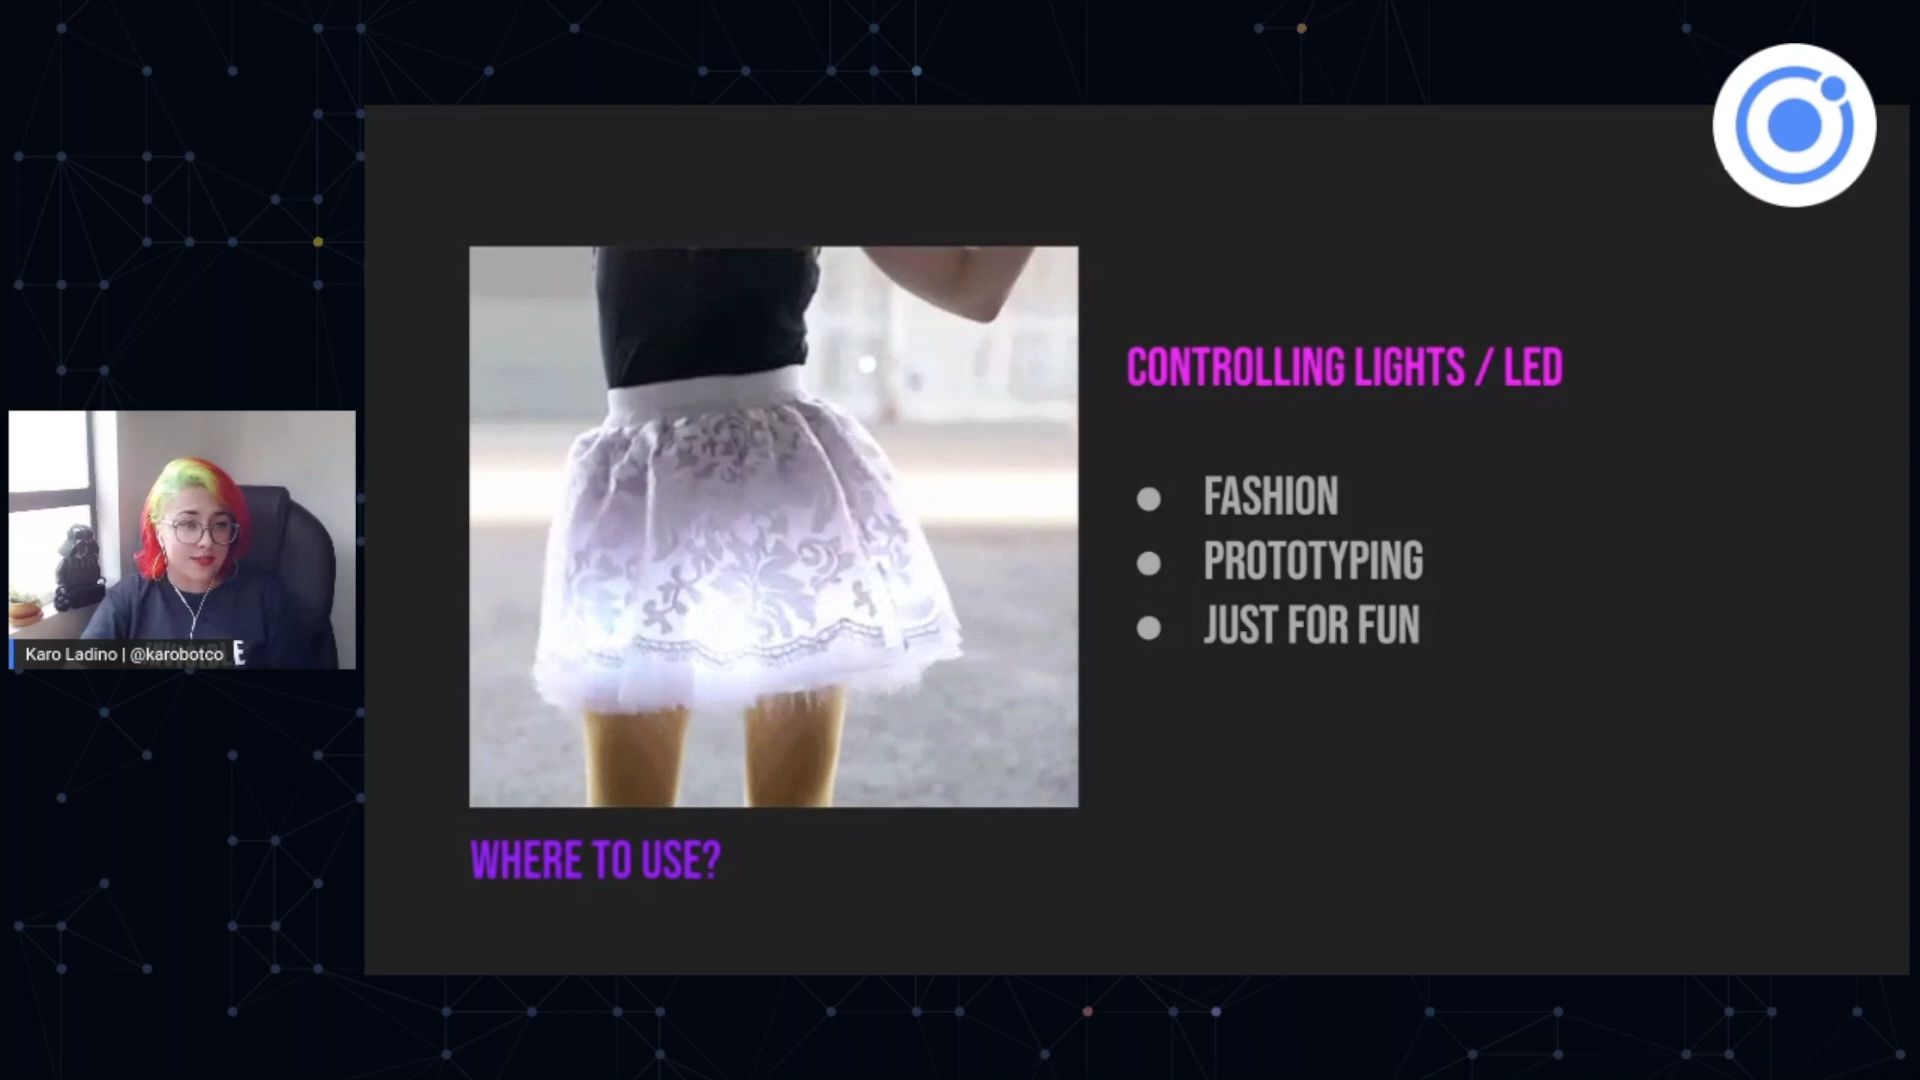 CONTROLLING LIGHTS / LED
FASHION
PROTOTYPING
JUST FOR FUN
Karo Ladino | @karobotco
WHERE TO USE?